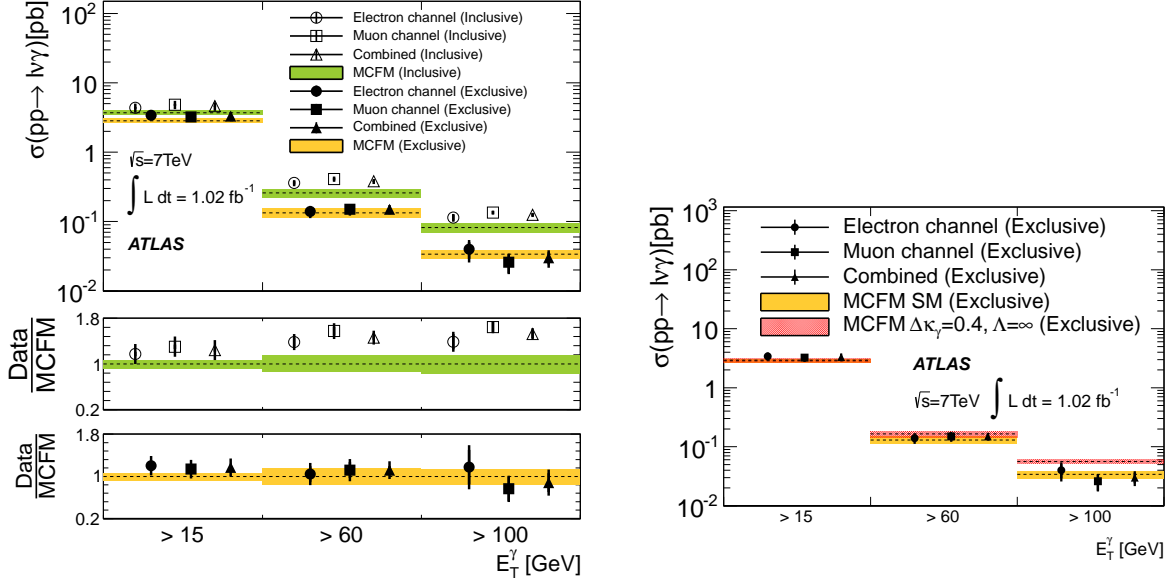 σ(pp→ lνγ)[pb]
10²
10
1
10⁻¹
10⁻²
Electron channel (Inclusive)
Muon channel (Inclusive)
Combined (Inclusive)
MCFM (Inclusive)
Electron channel (Exclusive)
Muon channel (Exclusive)
Combined (Exclusive)
MCFM (Exclusive)
√s=7TeV
∫ L dt = 1.02 fb⁻¹
ATLAS
Data
MCFM
1.8
1
0.2
Data
MCFM
1.8
1
0.2
> 15
> 60
> 100
E_T^γ [GeV]
σ(pp→ lνγ)[pb]
10³
10²
10
1
10⁻¹
10⁻²
Electron channel (Exclusive)
Muon channel (Exclusive)
Combined (Exclusive)
MCFM SM (Exclusive)
MCFM Δκ_γ=0.4, Λ=∞ (Exclusive)
ATLAS
√s=7TeV ∫ L dt = 1.02 fb⁻¹
> 15
> 60
> 100
E_T^γ [GeV]